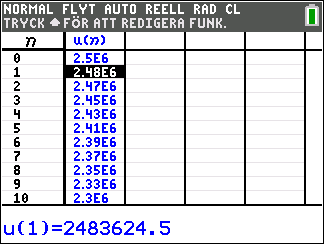 NORMAL FLYT AUTO REELL RAD CL
TRYCK ⬘ FÖR ATT REDIGERA FUNK.
n u(n)
0 2.5E6
1 2.48E6
2 2.47E6
3 2.45E6
4 2.43E6
5 2.41E6
6 2.39E6
7 2.37E6
8 2.35E6
9 2.33E6
10 2.3E6
u(1)=2483624.5